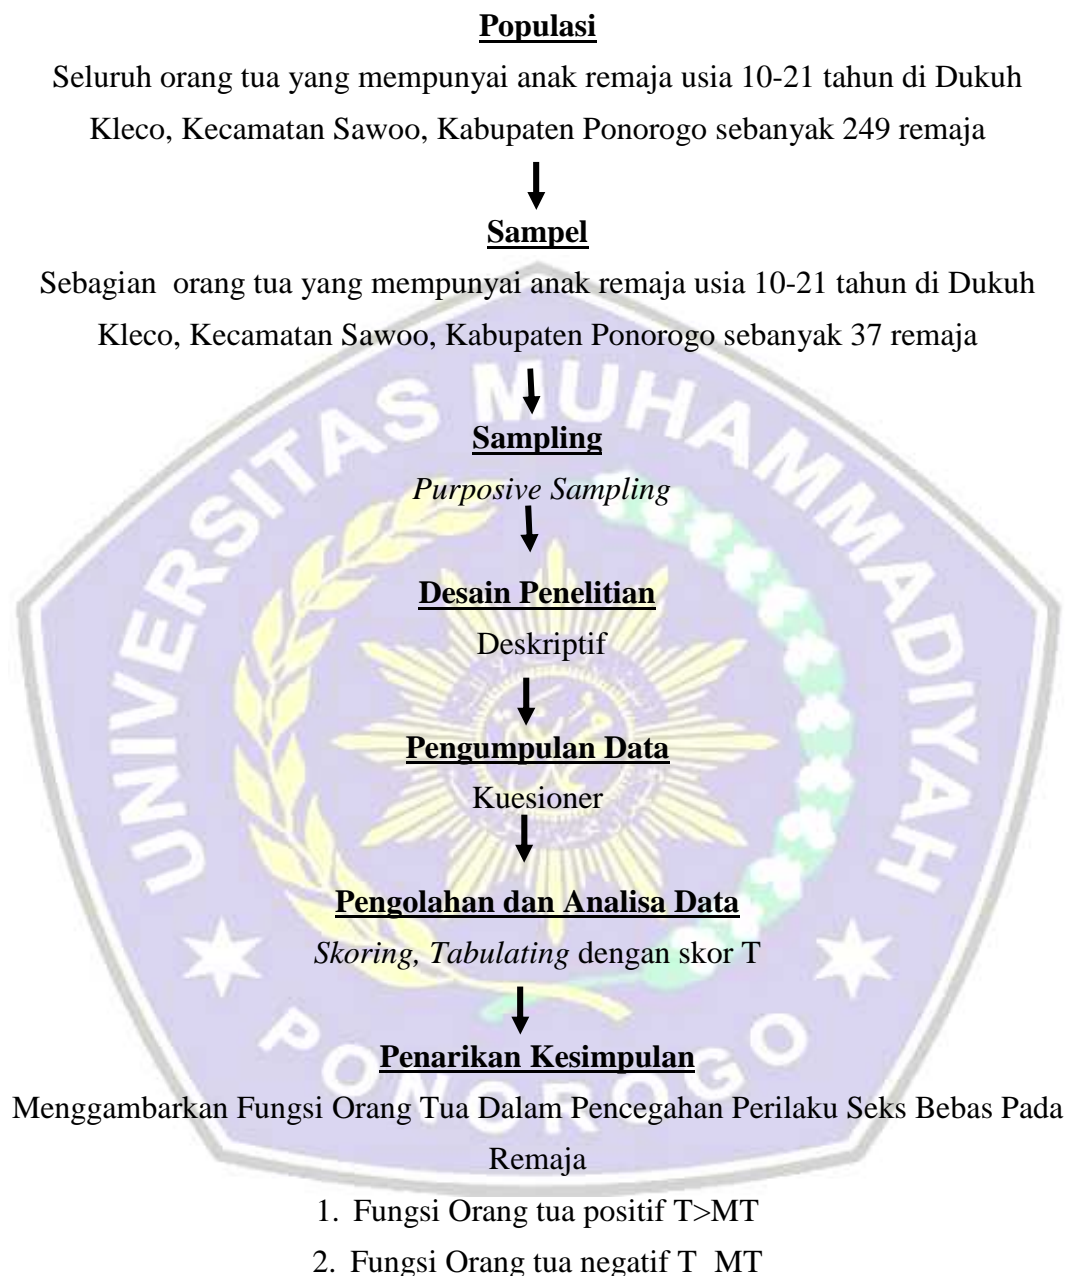 Populasi
Seluruh orang tua yang mempunyai anak remaja usia 10-21 tahun di Dukuh
Kleco, Kecamatan Sawoo, Kabupaten Ponorogo sebanyak 249 remaja
Sampel
Sebagian orang tua yang mempunyai anak remaja usia 10-21 tahun di Dukuh
Kleco, Kecamatan Sawoo, Kabupaten Ponorogo sebanyak 37 remaja
Sampling
Purposive Sampling
Desain Penelitian
Deskriptif
Pengumpulan Data
Kuesioner
Pengolahan dan Analisa Data
Skoring, Tabulating dengan skor T
Penarikan Kesimpulan
Menggambarkan Fungsi Orang Tua Dalam Pencegahan Perilaku Seks Bebas Pada
Remaja
1. Fungsi Orang tua positif T>MT
2. Fungsi Orang tua negatif T MT
UNIVERSITAS MUHAMMADIYAH
PONOROGO